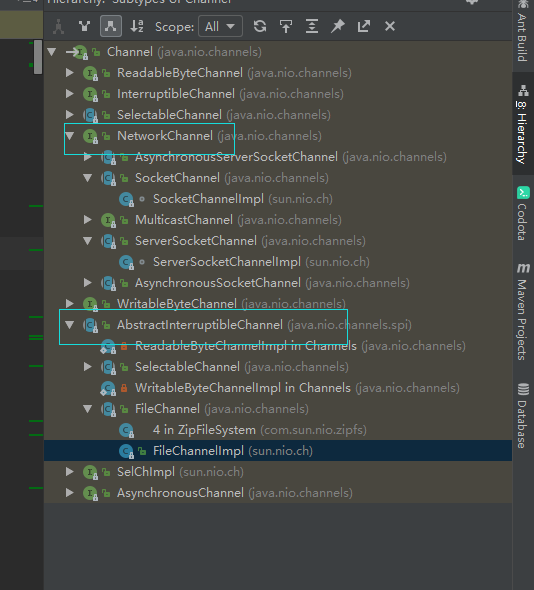 Hierarchy: Subtypes of Channel
Scope: All
Channel (java.nio.channels)
ReadableByteChannel (java.nio.channels)
InterruptibleChannel (java.nio.channels)
SelectableChannel (java.nio.channels)
NetworkChannel (java.nio.channels)
AsynchronousServerSocketChannel (java.nio.channels)
SocketChannel (java.nio.channels)
SocketChannelImpl (sun.nio.ch)
MulticastChannel (java.nio.channels)
ServerSocketChannel (java.nio.channels)
ServerSocketChannelImpl (sun.nio.ch)
AsynchronousSocketChannel (java.nio.channels)
WritableByteChannel (java.nio.channels)
AbstractInterruptibleChannel (java.nio.channels.spi)
ReadableByteChannelImpl in Channels (java.nio.channels)
SelectableChannel (java.nio.channels)
WritableByteChannelImpl in Channels (java.nio.channels)
FileChannel (java.nio.channels)
4 in ZipFileSystem (com.sun.nio.zipfs)
FileChannelImpl (sun.nio.ch)
SelChImpl (sun.nio.ch)
AsynchronousChannel (java.nio.channels)
Ant Build
8: Hierarchy
Codota
Maven Projects
Database